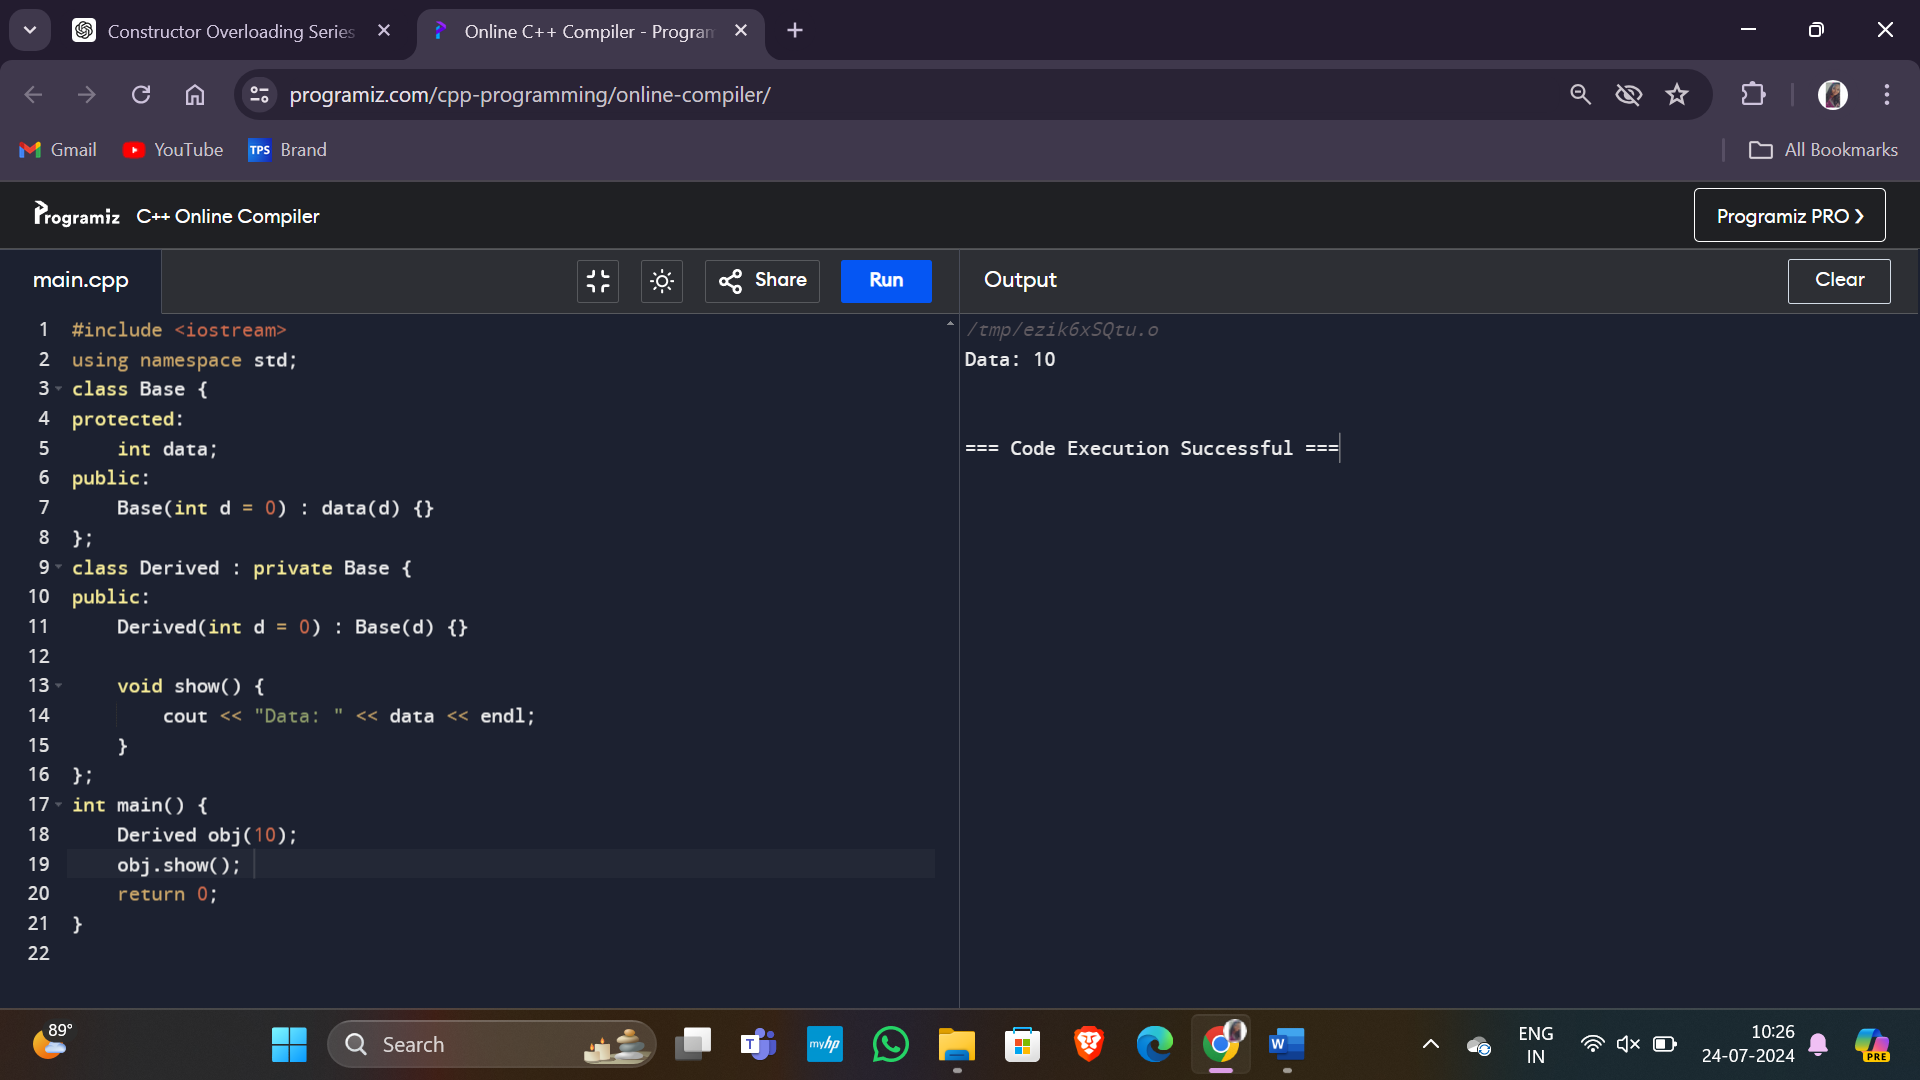 Constructor Overloading Series
Online C++ Compiler - Program
programiz.com/cpp-programming/online-compiler/
Gmail
YouTube
TPS
Brand
All Bookmarks
Programiz
C++ Online Compiler
Programiz PRO ❯
main.cpp
Share
Run
Output
Clear
1 #include <iostream>
2 using namespace std;
3 class Base {
4 protected:
5     int data;
6 public:
7     Base(int d = 0) : data(d) {}
8 };
9 class Derived : private Base {
10 public:
11     Derived(int d = 0) : Base(d) {}
12
13     void show() {
14         cout << "Data: " << data << endl;
15     }
16 };
17 int main() {
18     Derived obj(10);
19     obj.show();
20     return 0;
21 }
22
/tmp/ezik6xSQtu.o
Data: 10
=== Code Execution Successful ===
89°
Search
T
myhp
W
ENG
IN
10:26
24-07-2024
PRE